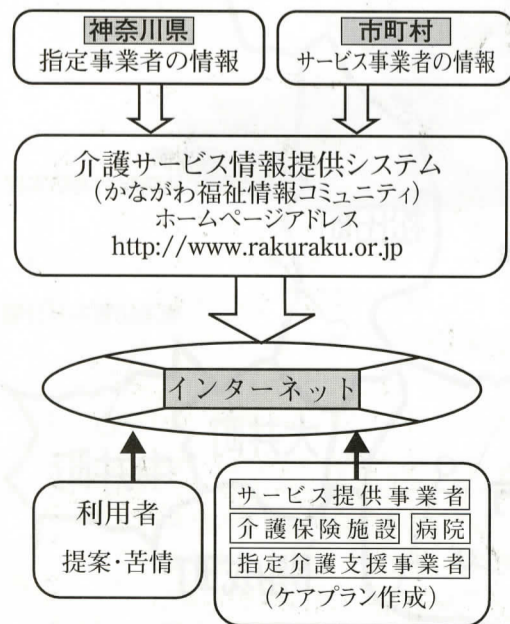 神奈川県
指定事業者の情報
市町村
サービス事業者の情報
介護サービス情報提供システム
(かながわ福祉情報コミュニティ)
ホームページアドレス
http://www.rakuraku.or.jp
インターネット
利用者
提案・苦情
サービス提供事業者
介護保険施設 病院
指定介護支援事業者
(ケアプラン作成)